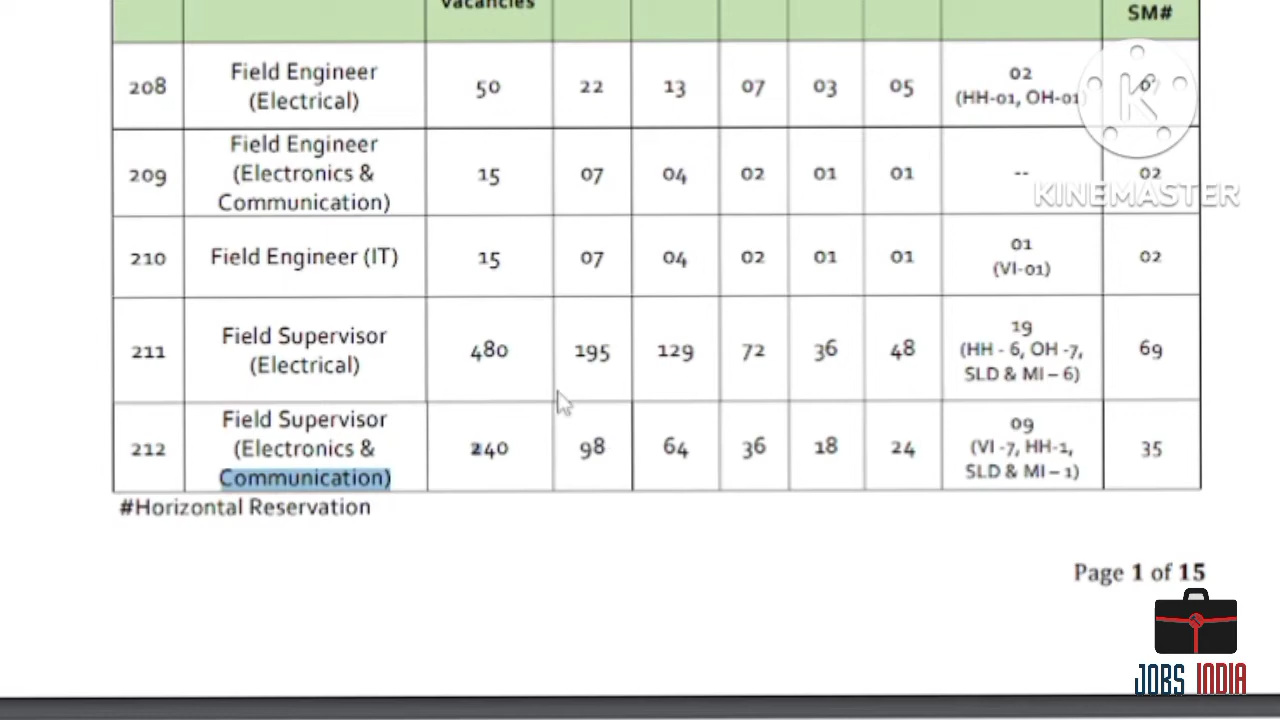 Vacancies
SM#
208
Field Engineer
(Electrical)
50
22
13
07
03
05
02
(HH-01, OH-01
209
Field Engineer
(Electronics &
Communication)
15
07
04
02
01
01
--
02
210
Field Engineer (IT)
15
07
04
02
01
01
01
(VI-01)
02
211
Field Supervisor
(Electrical)
480
195
129
72
36
48
19
(HH - 6, OH -7,
SLD & MI – 6)
69
212
Field Supervisor
(Electronics &
Communication)
240
98
64
36
18
24
09
(VI -7, HH-1,
SLD & MI – 1)
35
#Horizontal Reservation
Page 1 of 15
K
KINEMASTER
JOBS INDIA